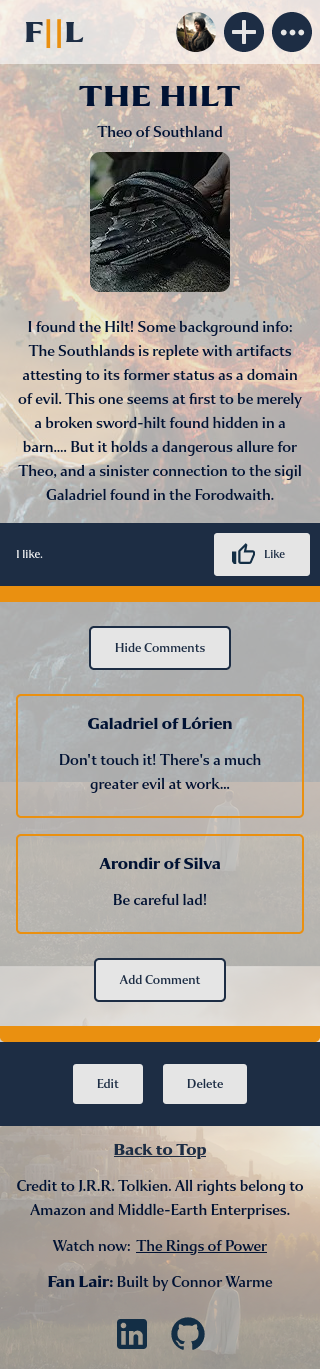 F||L
THE HILT
Theo of Southland
I found the Hilt! Some background info:
The Southlands is replete with artifacts
attesting to its former status as a domain
of evil. This one seems at first to be merely
a broken sword-hilt found hidden in a
barn.... But it holds a dangerous allure for
Theo, and a sinister connection to the sigil
Galadriel found in the Forodwaith.
I like.
Like
Hide Comments
Galadriel of Lórien
Don't touch it! There's a much
greater evil at work...
Arondir of Silva
Be careful lad!
Add Comment
Edit
Delete
Back to Top
Credit to J.R.R. Tolkien. All rights belong to
Amazon and Middle-Earth Enterprises.
Watch now: The Rings of Power
Fan Lair: Built by Connor Warme
in